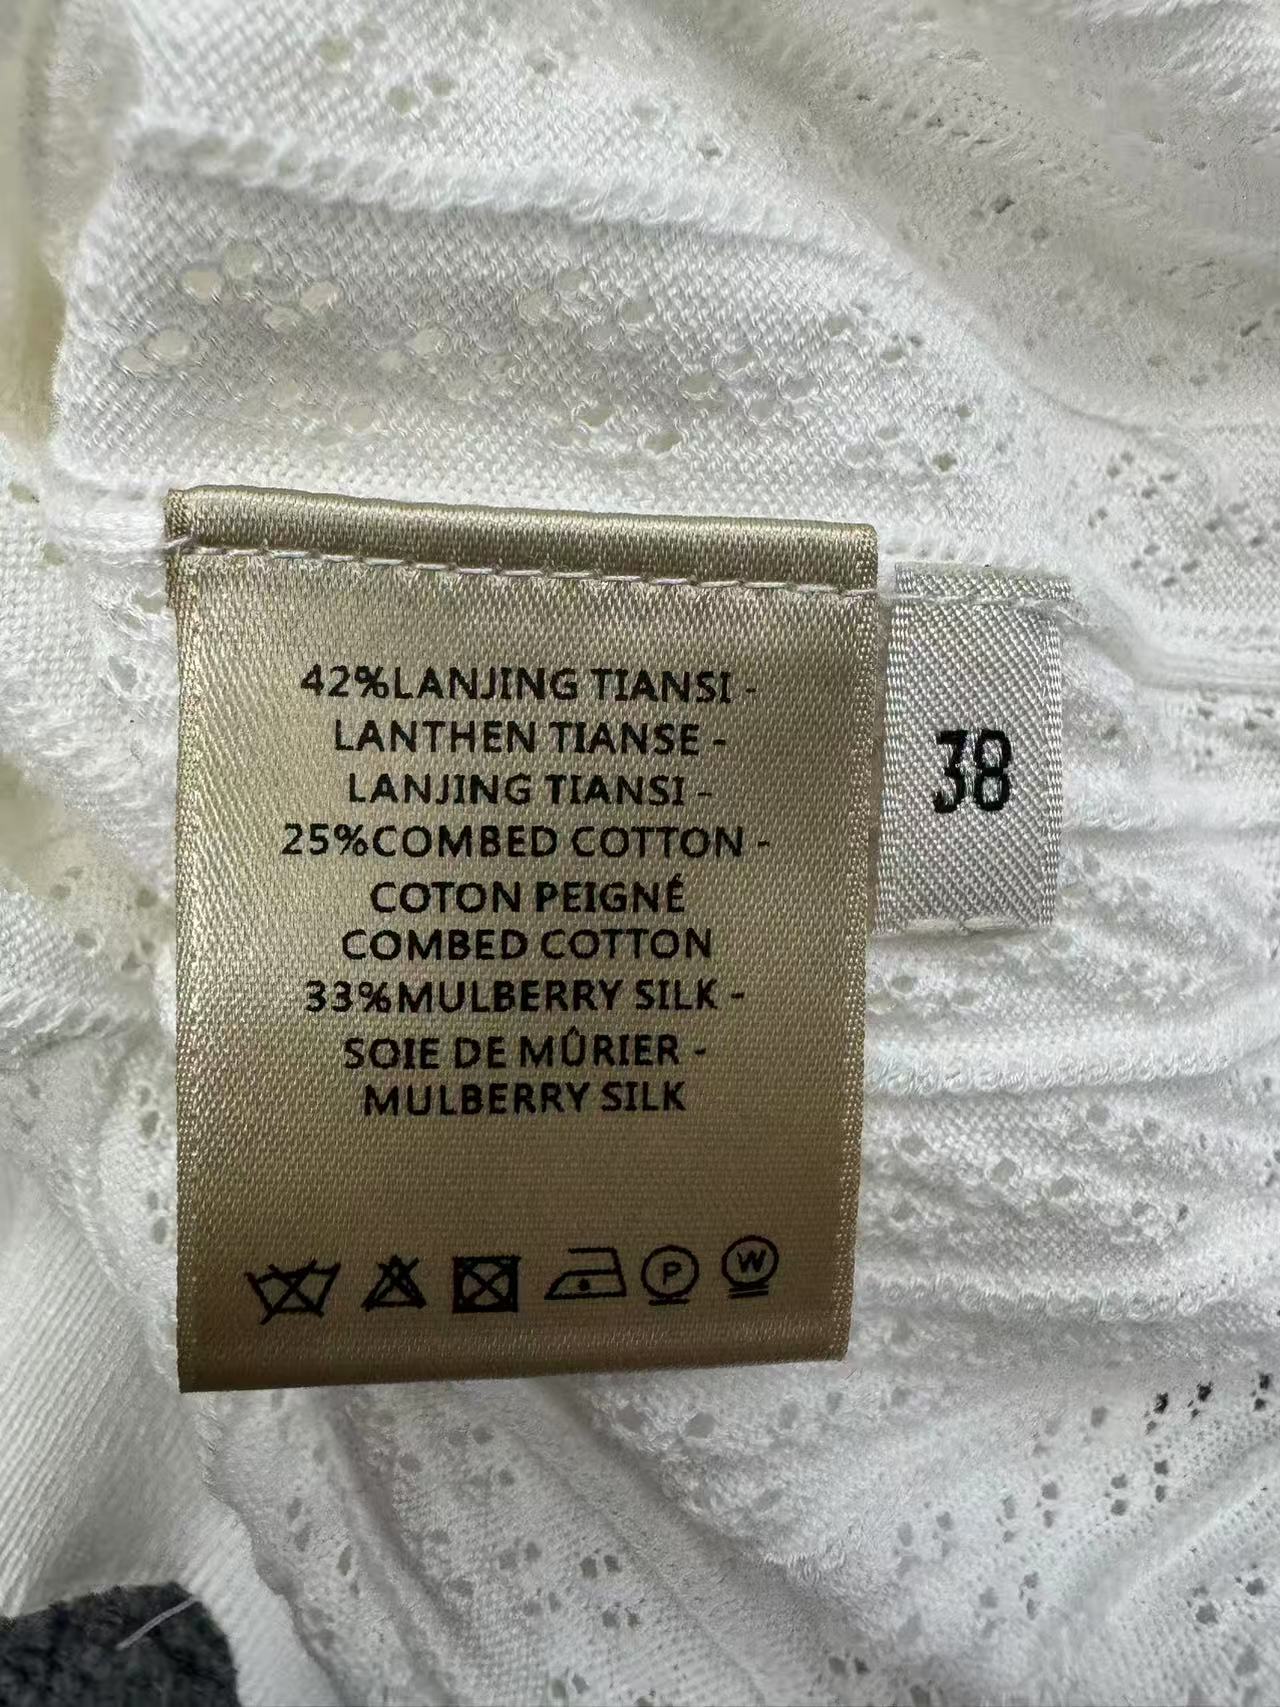 42%LANJING TIANSI -
LANTHEN TIANSE -
LANJING TIANSI -
25%COMBED COTTON -
COTON PEIGNÉ
COMBED COTTON
33%MULBERRY SILK -
SOIE DE MÛRIER -
MULBERRY SILK
P W
38